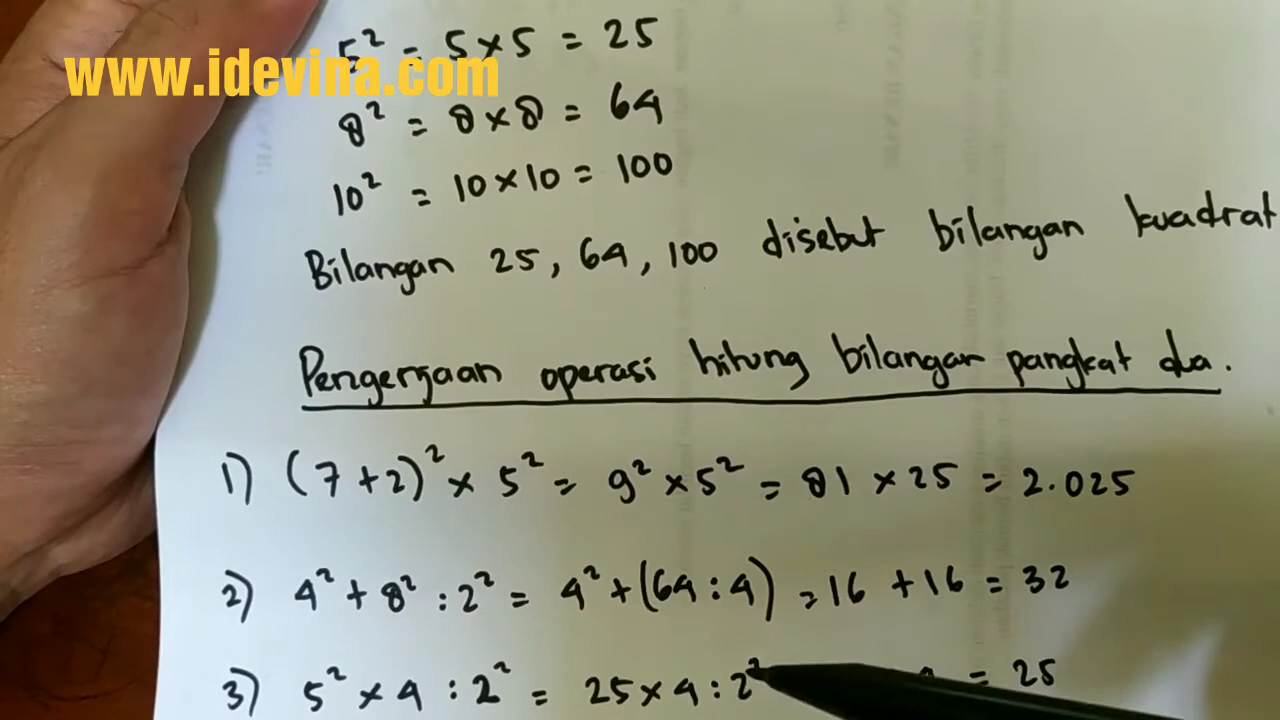 5² = 5 × 5 = 25
www.idevina.com
8² = 8 × 8 = 64
10² = 10 × 10 = 100
Bilangan 25, 64, 100 disebut bilangan kuadrat
Pengerjaan operasi hitung bilangan pangkat dua.
1) (7 + 2)² × 5² = 9² × 5² = 81 × 25 = 2.025
2) 4² + 8² : 2² = 4² + (64 : 4) = 16 + 16 = 32
3) 5² × 4 : 2² = 25 × 4 : 2² = 25